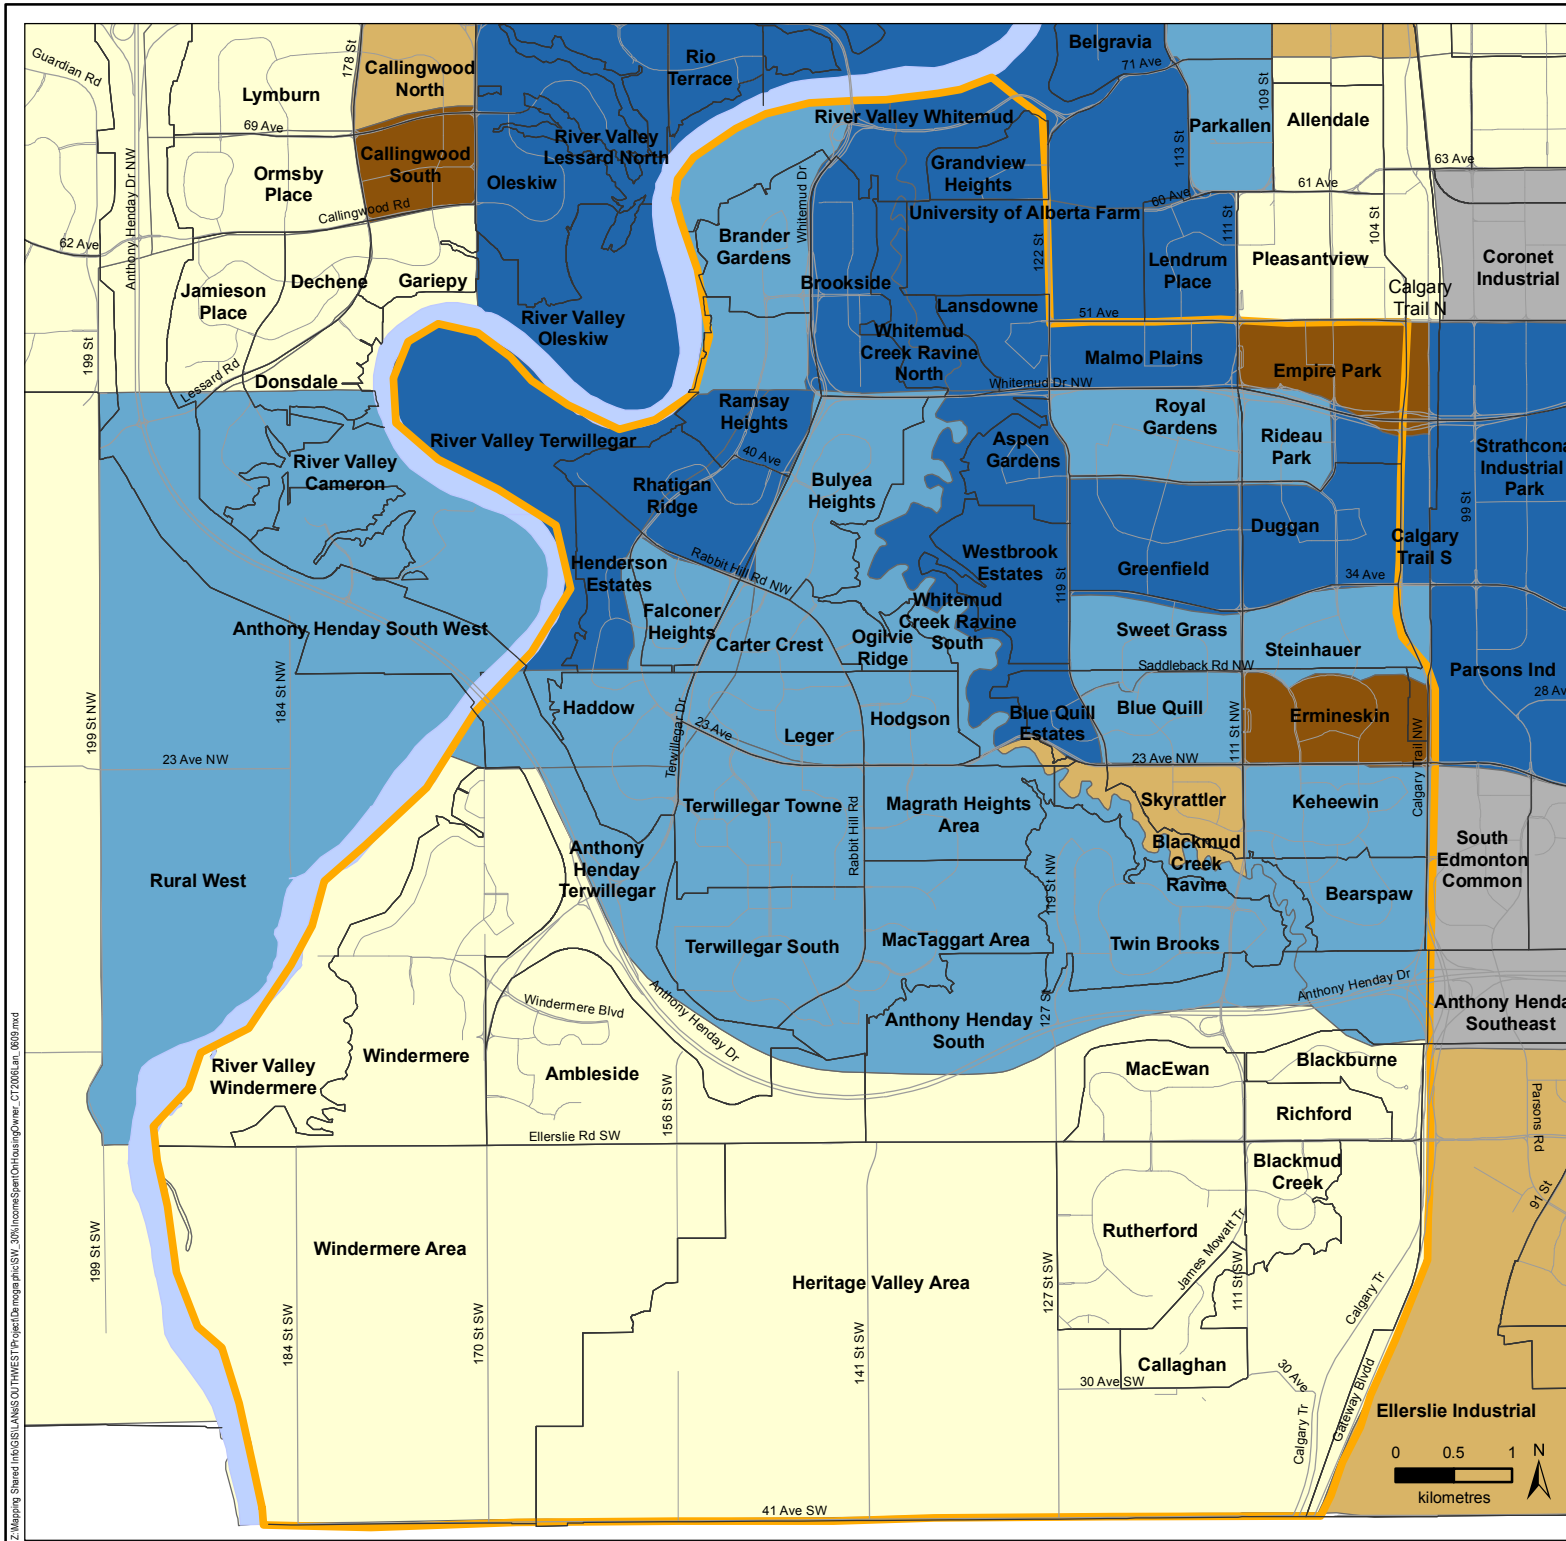 Guardian Rd
178 St
Callingwood
North
Lymburn
69 Ave
Callingwood
South
Ormsby
Place
Callingwood Rd
62 Ave
Anthony Henday Dr NW
Dechene
Gariepy
Jamieson
Place
199 St
Lessard Rd
Donsdale
Rio
Terrace
River Valley
Lessard North
Oleskiw
River Valley
Oleskiw
Belgravia
71 Ave
109 St
River Valley Whitemud
Parkallen
Allendale
113 St
63 Ave
Grandview
Heights
61 Ave
60 Ave
University of Alberta Farm
111 St
104 St
Whitemud Dr
Brander
Gardens
122 St
Lendrum
Place
Pleasantview
Coronet
Industrial
Brookside
Calgary
Trail N
Lansdowne
51 Ave
Whitemud
Creek Ravine
North
Malmo Plains
Empire Park
Whitemud Dr NW
Ramsay
Heights
Royal
Gardens
Rideau
Park
River Valley Terwillegar
Aspen
Gardens
Strathcona
Industrial
Park
River Valley
Cameron
40 Ave
Rhatigan
Ridge
Bulyea
Heights
99 St
Duggan
Calgary
Trail S
Westbrook
Estates
Henderson
Estates
Rabbit Hill Rd NW
119 St
Greenfield
34 Ave
Whitemud
Creek Ravine
South
Falconer
Heights
Anthony Henday South West
Carter Crest
Ogilvie
Ridge
Sweet Grass
Steinhauer
Saddleback Rd NW
Parsons Ind
28 Av
184 St NW
199 St NW
Haddow
Terwillegar Dr
23 Ave
Leger
Hodgson
Blue Quill
Estates
Blue Quill
111 St NW
Ermineskin
Calgary Trail NW
23 Ave NW
23 Ave NW
Terwillegar Towne
Rabbit Hill Rd
Magrath Heights
Area
Skyrattler
Keheewin
Blackmud
Creek
Ravine
South
Edmonton
Common
Anthony
Henday
Terwillegar
Rural West
119 St NW
Bearspaw
Terwillegar South
MacTaggart Area
Twin Brooks
Anthony Henday Dr
Windermere Blvd
Anthony Henday Dr
127 St
Anthony Henday
South
Anthony Henda
Southeast
River Valley
Windermere
Windermere
Ambleside
156 St SW
MacEwan
Blackburne
Richford
Parsons Rd
Ellerslie Rd SW
Blackmud
Creek
91 St
199 St SW
Windermere Area
Rutherford
James Mowatt Tr
Heritage Valley Area
127 St SW
111 St SW
Calgary Tr
184 St SW
170 St SW
141 St SW
Callaghan
30 Ave SW
30 Ave
Gateway Blvdd
Calgary Tr
Ellerslie Industrial
0 0.5 1
kilometres
N
41 Ave SW
Z:\Mapping Shared Info\GIS\LANs\SOUTHWEST\Project\Demographic\SW_30%IncomeSpentOnHousingOwner_CT2006Lan_0609.mxd